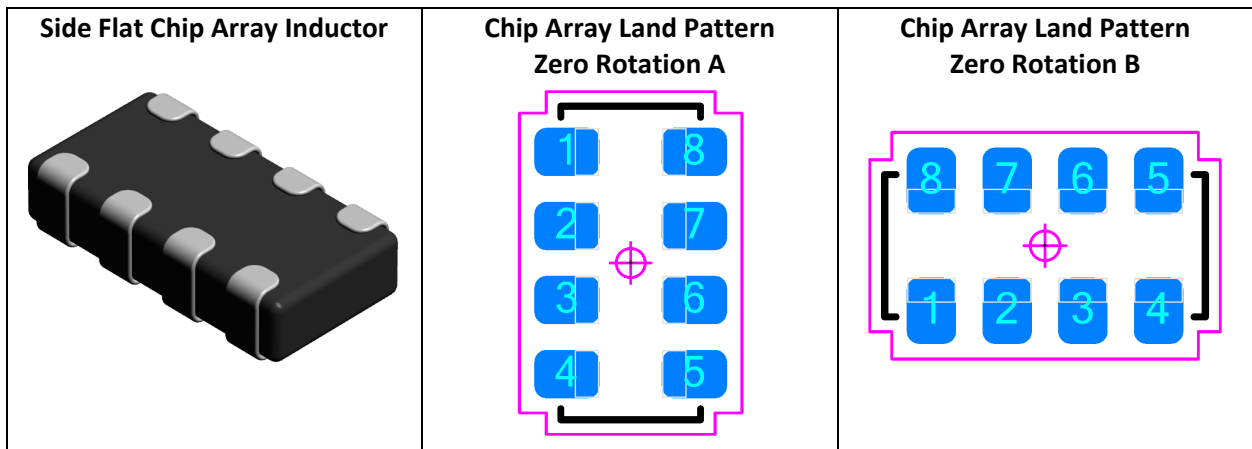 Side Flat Chip Array Inductor
Chip Array Land Pattern
Zero Rotation A
1 8
2 7
3 6
4 5
Chip Array Land Pattern
Zero Rotation B
8 7 6 5
1 2 3 4